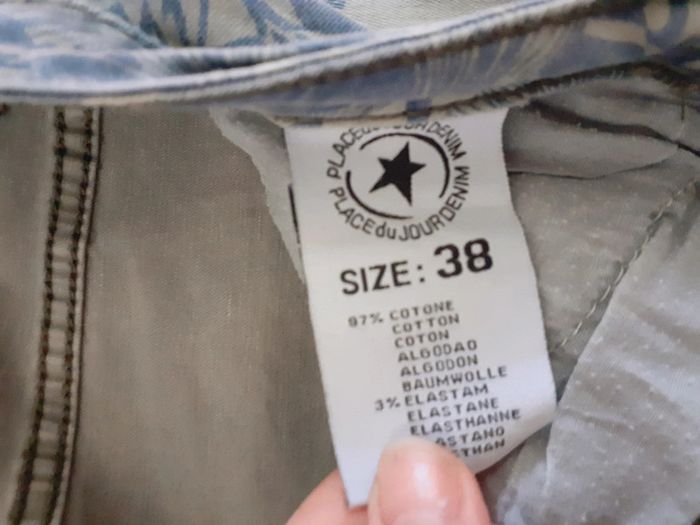 PLACE du JOUR DENIM
PLACE du JOUR DENIM
SIZE: 38
97% COTONE
COTTON
COTON
ALGODAO
ALGODON
BAUMWOLLE
3% ELASTAM
ELASTANE
ELASTHANNE